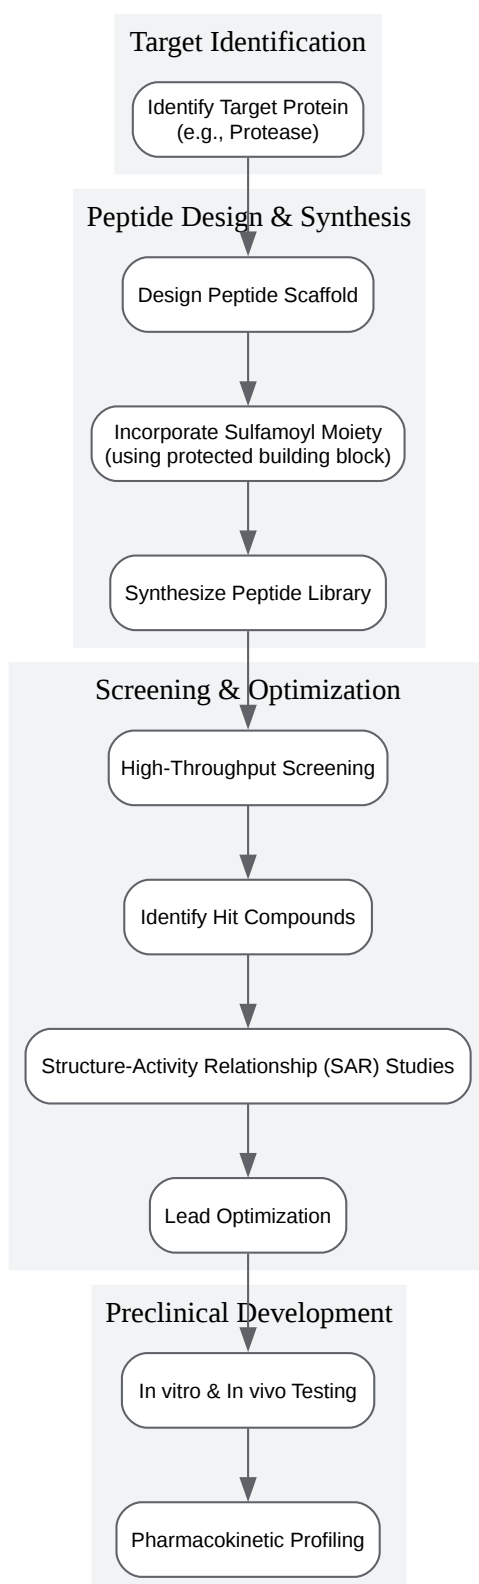 Target Identification
Identify Target Protein
(e.g., Protease)
Peptide Design & Synthesis
Design Peptide Scaffold
Incorporate Sulfamoyl Moiety
(using protected building block)
Synthesize Peptide Library
Screening & Optimization
High-Throughput Screening
Identify Hit Compounds
Structure-Activity Relationship (SAR) Studies
Lead Optimization
Preclinical Development
In vitro & In vivo Testing
Pharmacokinetic Profiling